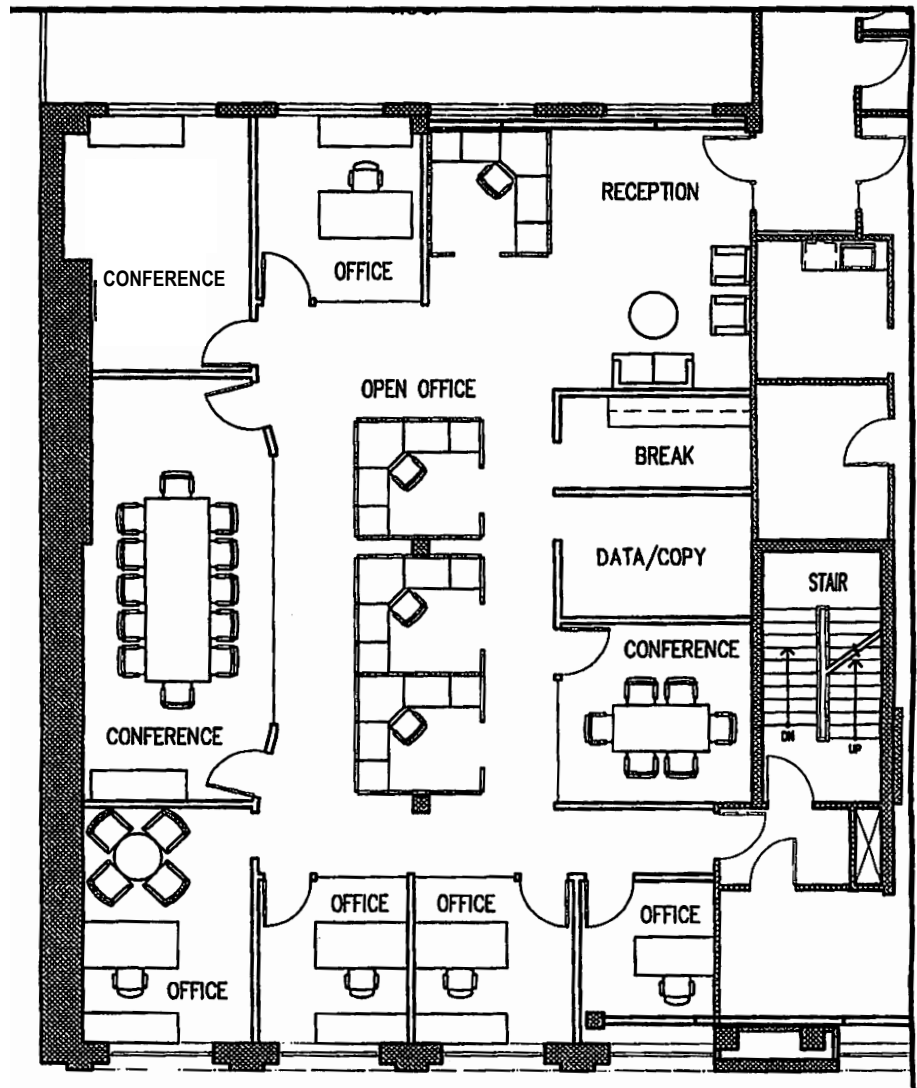 RECEPTION
CONFERENCE
OFFICE
OPEN OFFICE
BREAK
DATA/COPY
STAIR
CONFERENCE
CONFERENCE
DN
UP
OFFICE
OFFICE
OFFICE
OFFICE